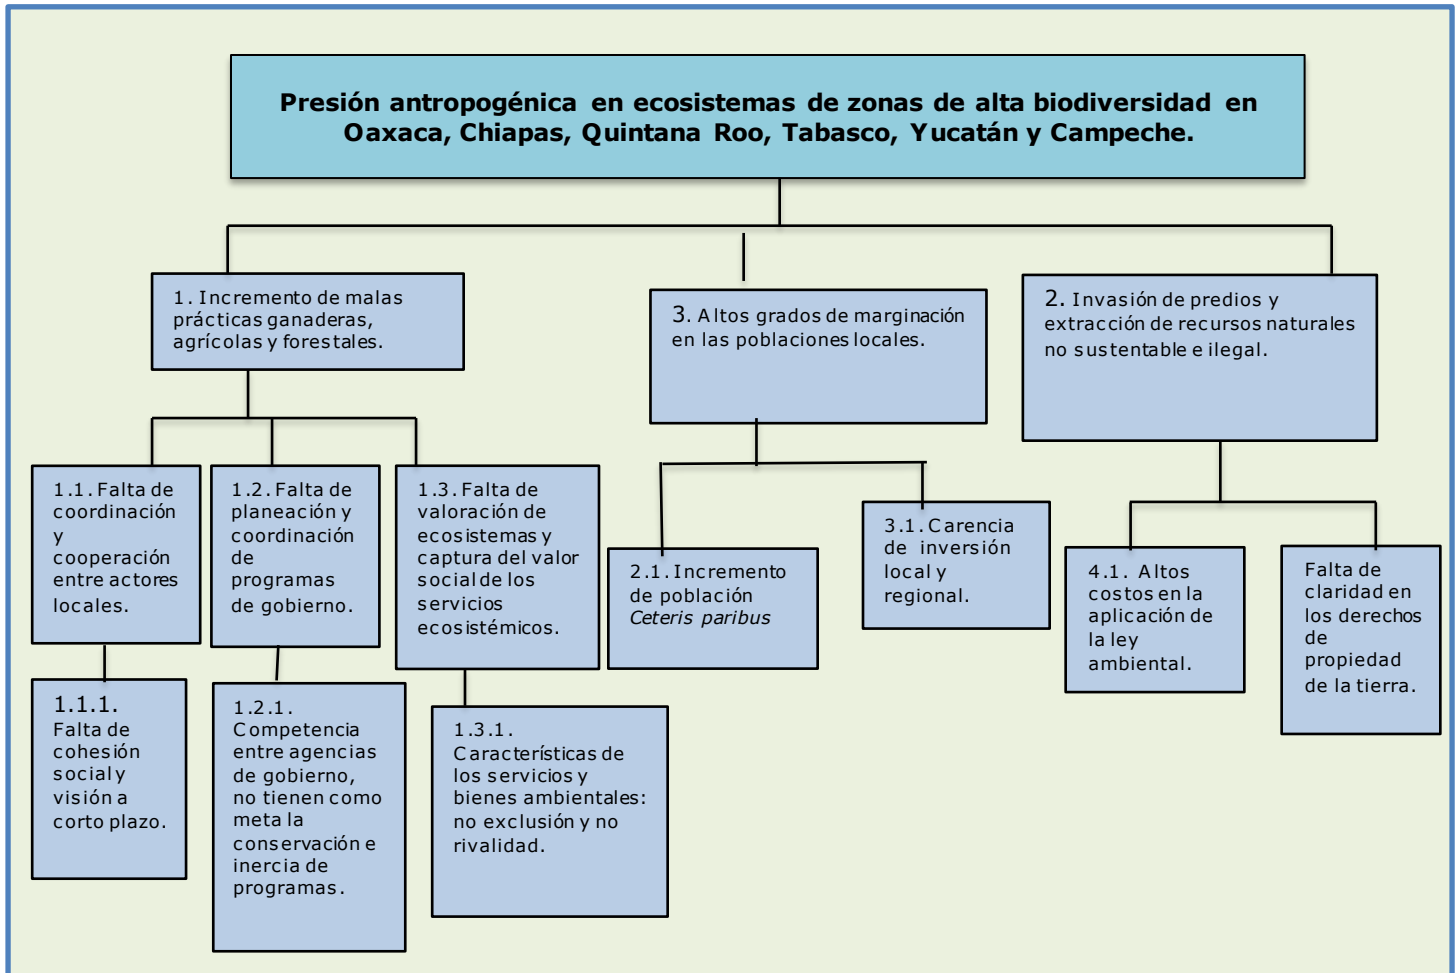 Presión antropogénica en ecosistemas de zonas de alta biodiversidad en
Oaxaca, Chiapas, Quintana Roo, Tabasco, Yucatán y Campeche.
1. Incremento de malas
prácticas ganaderas,
agrícolas y forestales.
3. Altos grados de marginación
en las poblaciones locales.
2. Invasión de predios y
extracción de recursos naturales
no sustentable e ilegal.
1.1. Falta de
coordinación
y
cooperación
entre actores
locales.
1.2. Falta de
planeación y
coordinación
de
programas
de gobierno.
1.3. Falta de
valoración de
ecosistemas y
captura del valor
social de los
servicios
ecosistémicos.
2.1. Incremento
de población
Ceteris paribus
3.1. Carencia
de inversión
local y
regional.
4.1. Altos
costos en la
aplicación de
la ley
ambiental.
Falta de
claridad en
los derechos
de
propiedad
de la tierra.
1.1.1.
Falta de
cohesión
social y
visión a
corto plazo.
1.2.1.
Competencia
entre agencias
de gobierno,
no tienen como
meta la
conservación e
inercia de
programas.
1.3.1.
Características de
los servicios y
bienes ambientales:
no exclusión y no
rivalidad.